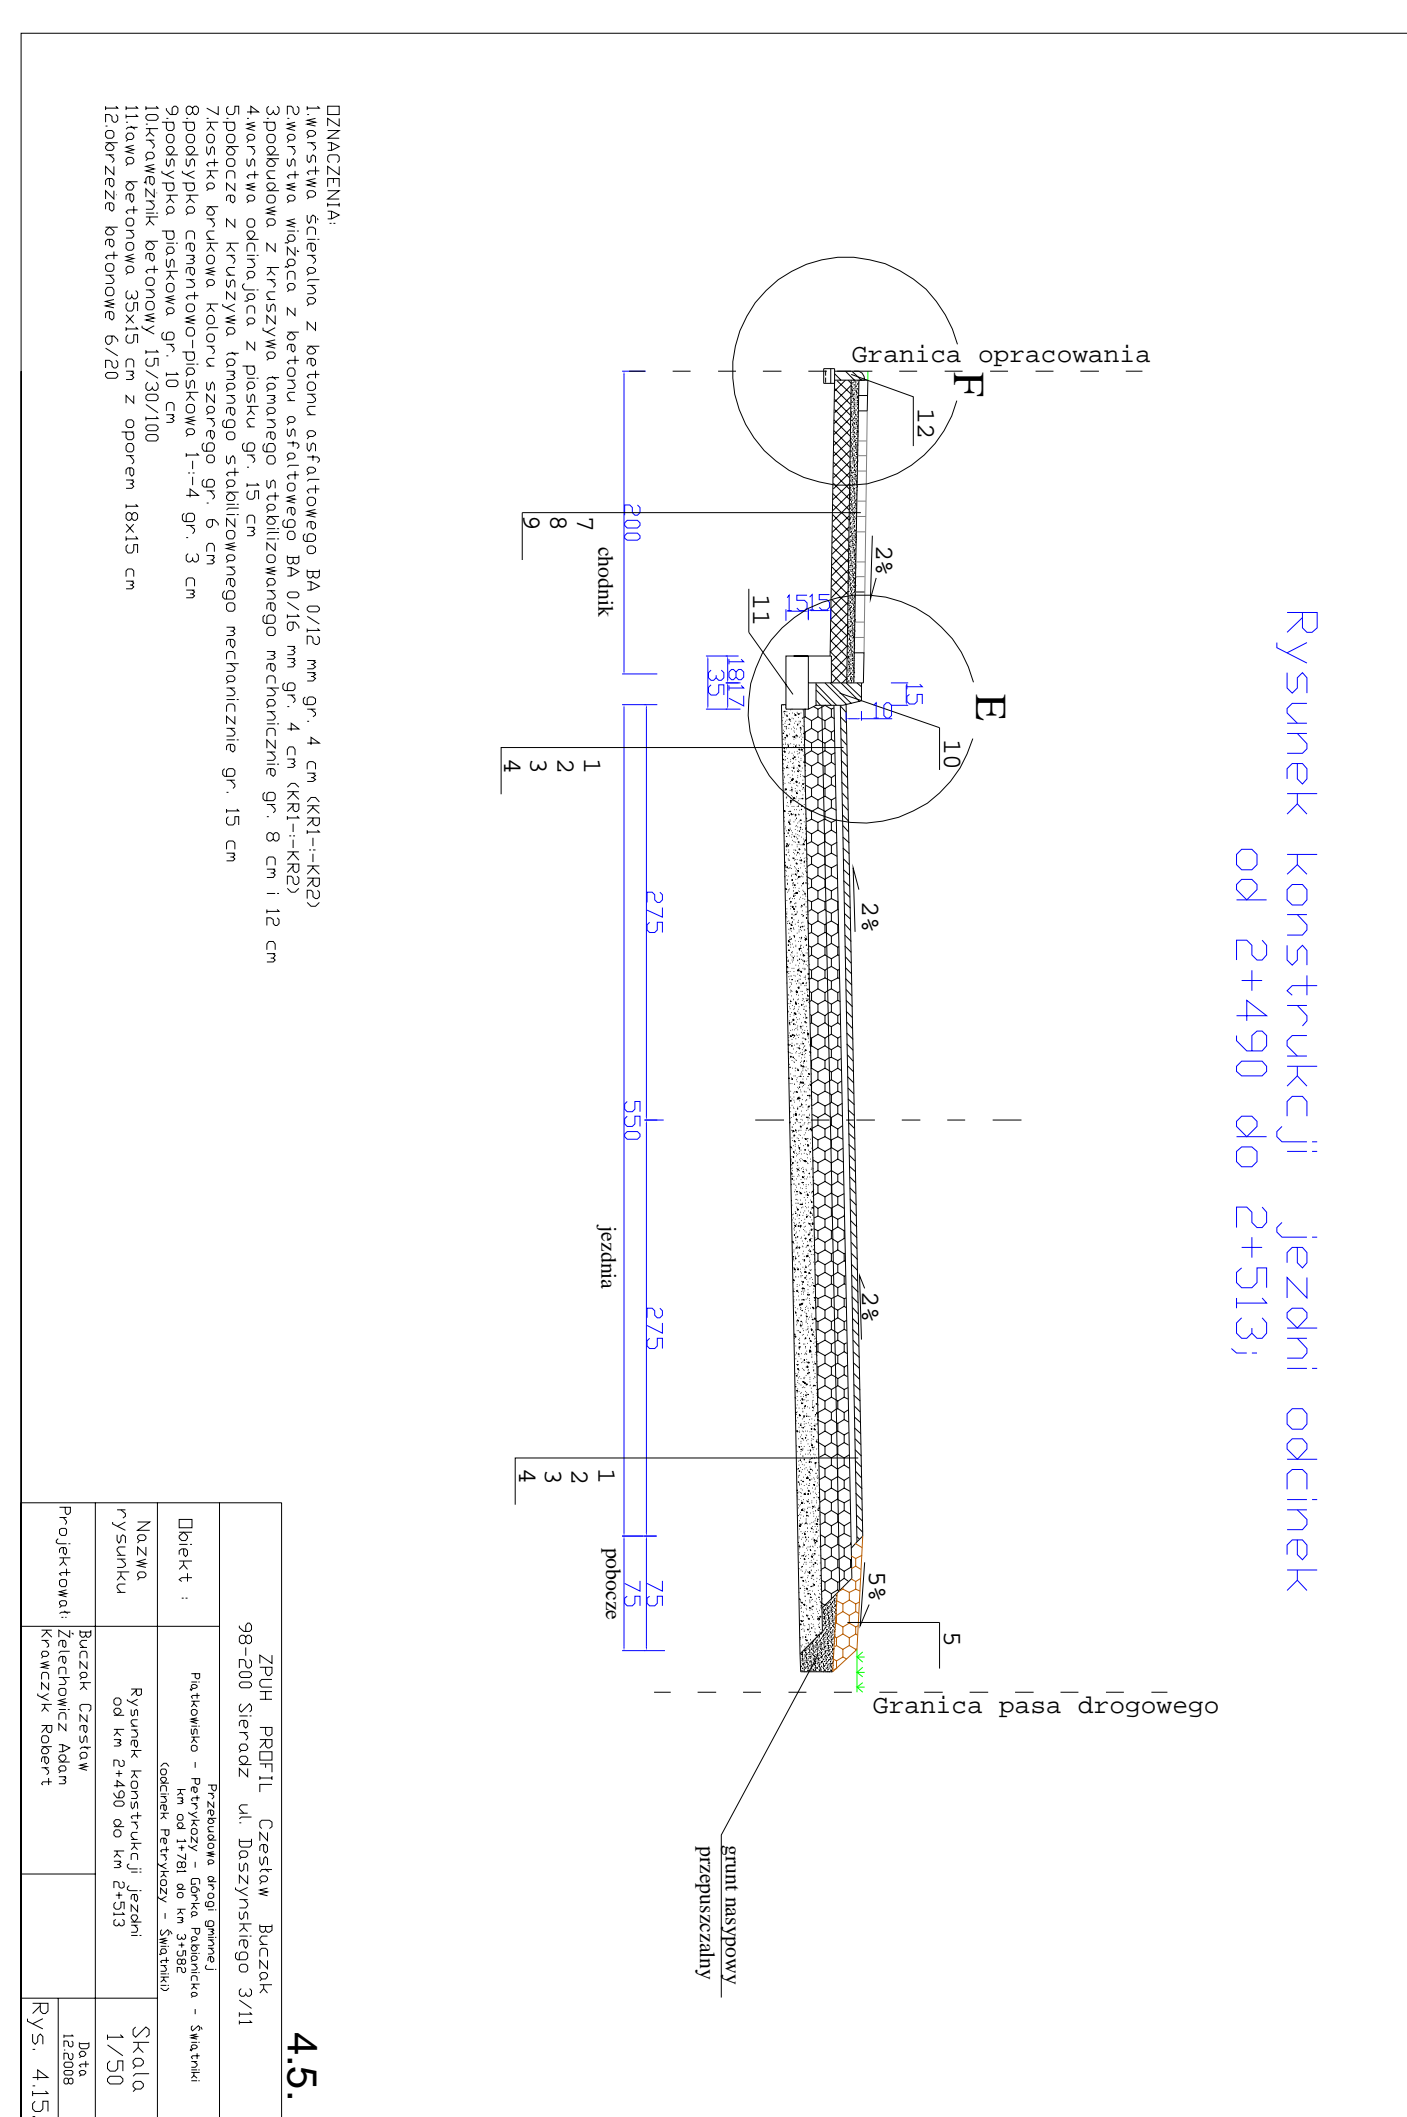 Rysunek konstrukcji jezdni odcinek
od 2+490 do 2+513;
Granica opracowania
F
12
2%
7
8
9
200
chodnik
11
15
15
18
17
35
E
15
10
10
1
2
3
4
275
2%
550
jezdnia
275
2%
1
2
3
4
pobocze
75
75
5%
5
Granica pasa drogowego
grunt nasypowy
przepuszczalny
OZNACZENIA:
1.warstwa ścieralna z betonu asfaltowego BA 0/12 mm gr. 4 cm (KR1-:-KR2)
2.warstwa wiążąca z betonu asfaltowego BA 0/16 mm gr. 4 cm (KR1-:-KR2)
3.podbudowa z kruszywa łamanego stabilizowanego mechanicznie gr. 8 cm i 12 cm
4.warstwa odcinająca z piasku gr. 15 cm
5.pobocze z kruszywa łamanego stabilizowanego mechanicznie gr. 15 cm
7.kostka brukowa koloru szarego gr. 6 cm
8.podsypka cementowo-piaskowa 1-:-4 gr. 3 cm
9.podsypka piaskowa gr. 10 cm
10.krawężnik betonowy 15/30/100
11.ława betonowa 35x15 cm z oporem 18x15 cm
12.obrzeże betonowe 6/20
4.5.
ZPUH PROFIL Czesław Buczak
98-200 Sieradz ul. Daszynskiego 3/11
Obiekt :
Przebudowa drogi gminnej
Piątkowisko - Petrykozy - Górka Pabianicka - Świątniki
km od 1+781 do km 3+582
(odcinek Petrykozy - Świątniki)
Nazwa
rysunku
Rysunek konstrukcji jezdni
od km 2+490 do km 2+513
Skala
1/50
Projektował:
Buczak Czesław
Żelechowicz Adam
Krawczyk Robert
Data
12.2008
Rys. 4.15.